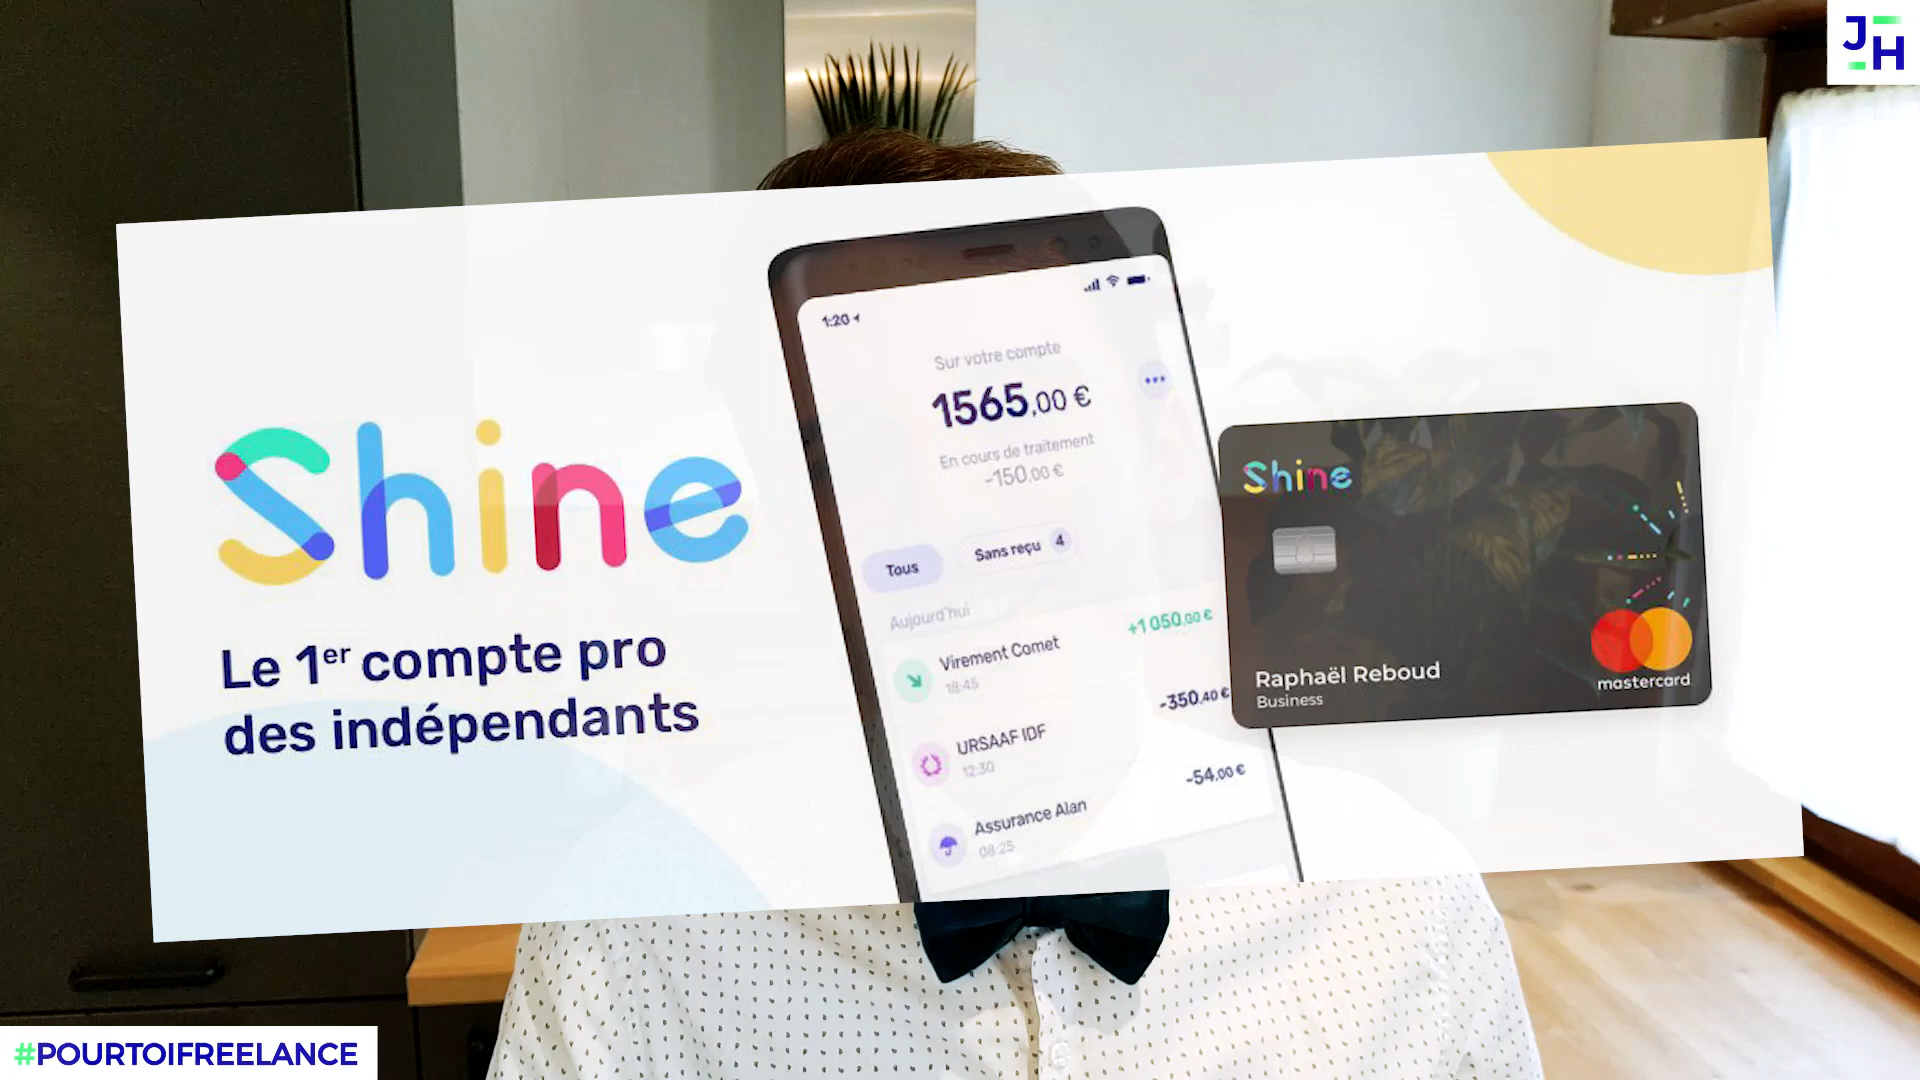 JH
Shine
Le 1er compte pro
des indépendants
1:20
Sur votre compte
1565,00 €
En cours de traitement
-150,00 €
Tous
Sans reçu 4
Aujourd'hui
Virement Comet
18:45
+1 050,00 €
URSAAF IDF
12:30
-350,40 €
Assurance Alan
08:25
-54,00 €
Shine
Raphaël Reboud
Business
mastercard
#POURTOIFREELANCE